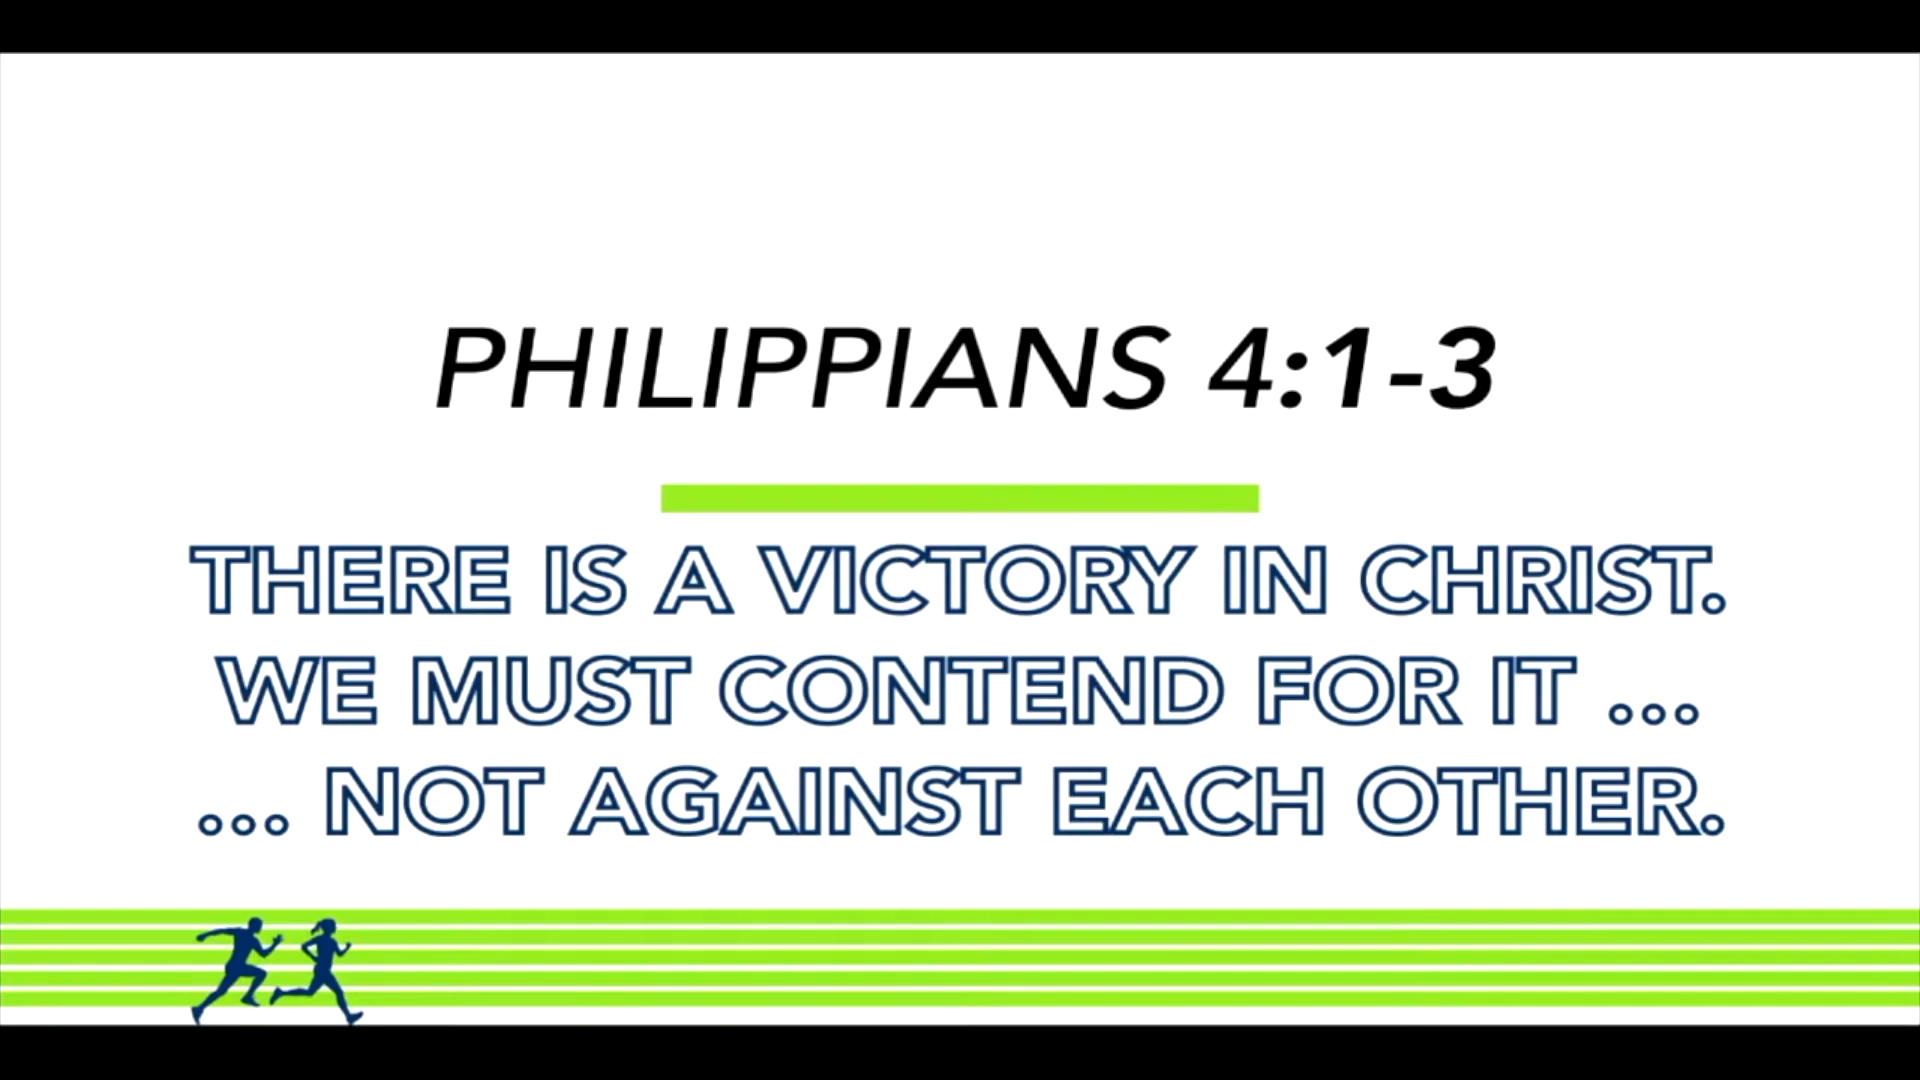 PHILIPPIANS 4:1-3
THERE IS A VICTORY IN CHRIST.
WE MUST CONTEND FOR IT ...
... NOT AGAINST EACH OTHER.